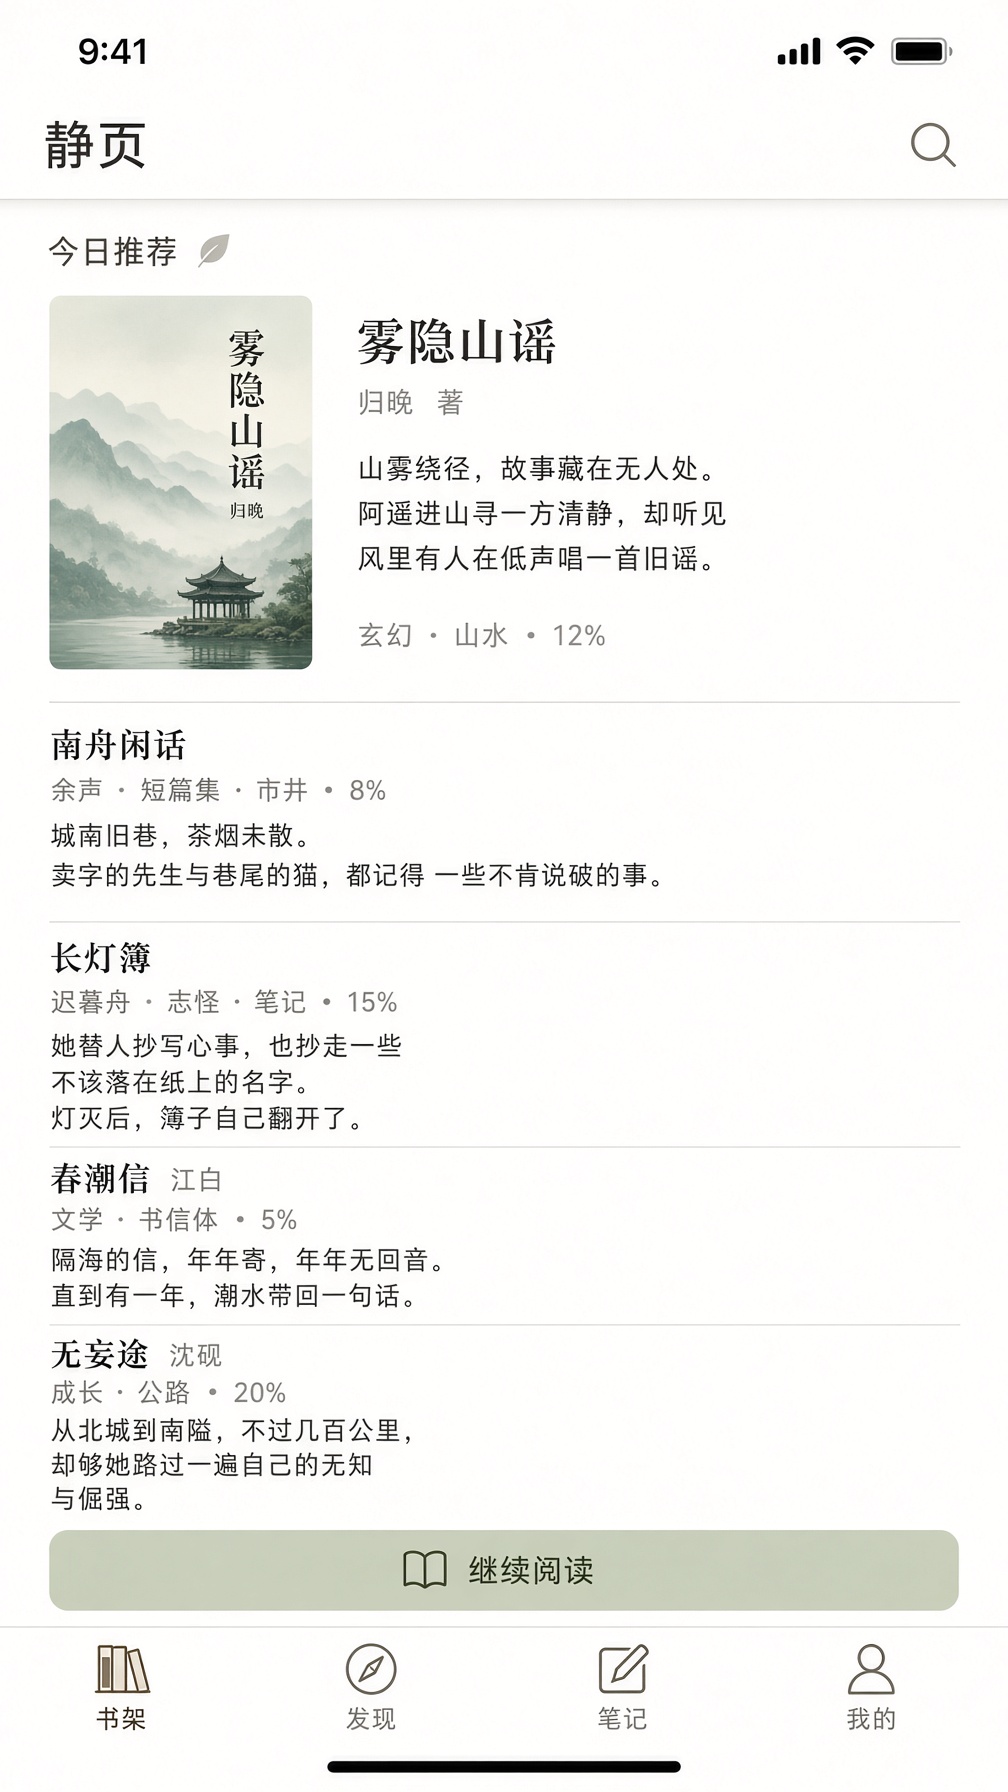 9:41
静页
今日推荐
雾隐山谣
归晚
雾隐山谣
归晚 著
山雾绕径，故事藏在无人处。
阿遥进山寻一方清静，却听见
风里有人在低声唱一首旧谣。
玄幻 · 山水 • 12%
南舟闲话
余声 · 短篇集 · 市井 • 8%
城南旧巷，茶烟未散。
卖字的先生与巷尾的猫，都记得 一些不肯说破的事。
长灯簿
迟暮舟 · 志怪 · 笔记 • 15%
她替人抄写心事，也抄走一些
不该落在纸上的名字。
灯灭后，簿子自己翻开了。
春潮信 江白
文学 · 书信体 • 5%
隔海的信，年年寄，年年无回音。
直到有一年，潮水带回一句话。
无妄途 沈砚
成长 · 公路 • 20%
从北城到南隘，不过几百公里，
却够她路过一遍自己的无知
与倔强。
继续阅读
书架
发现
笔记
我的